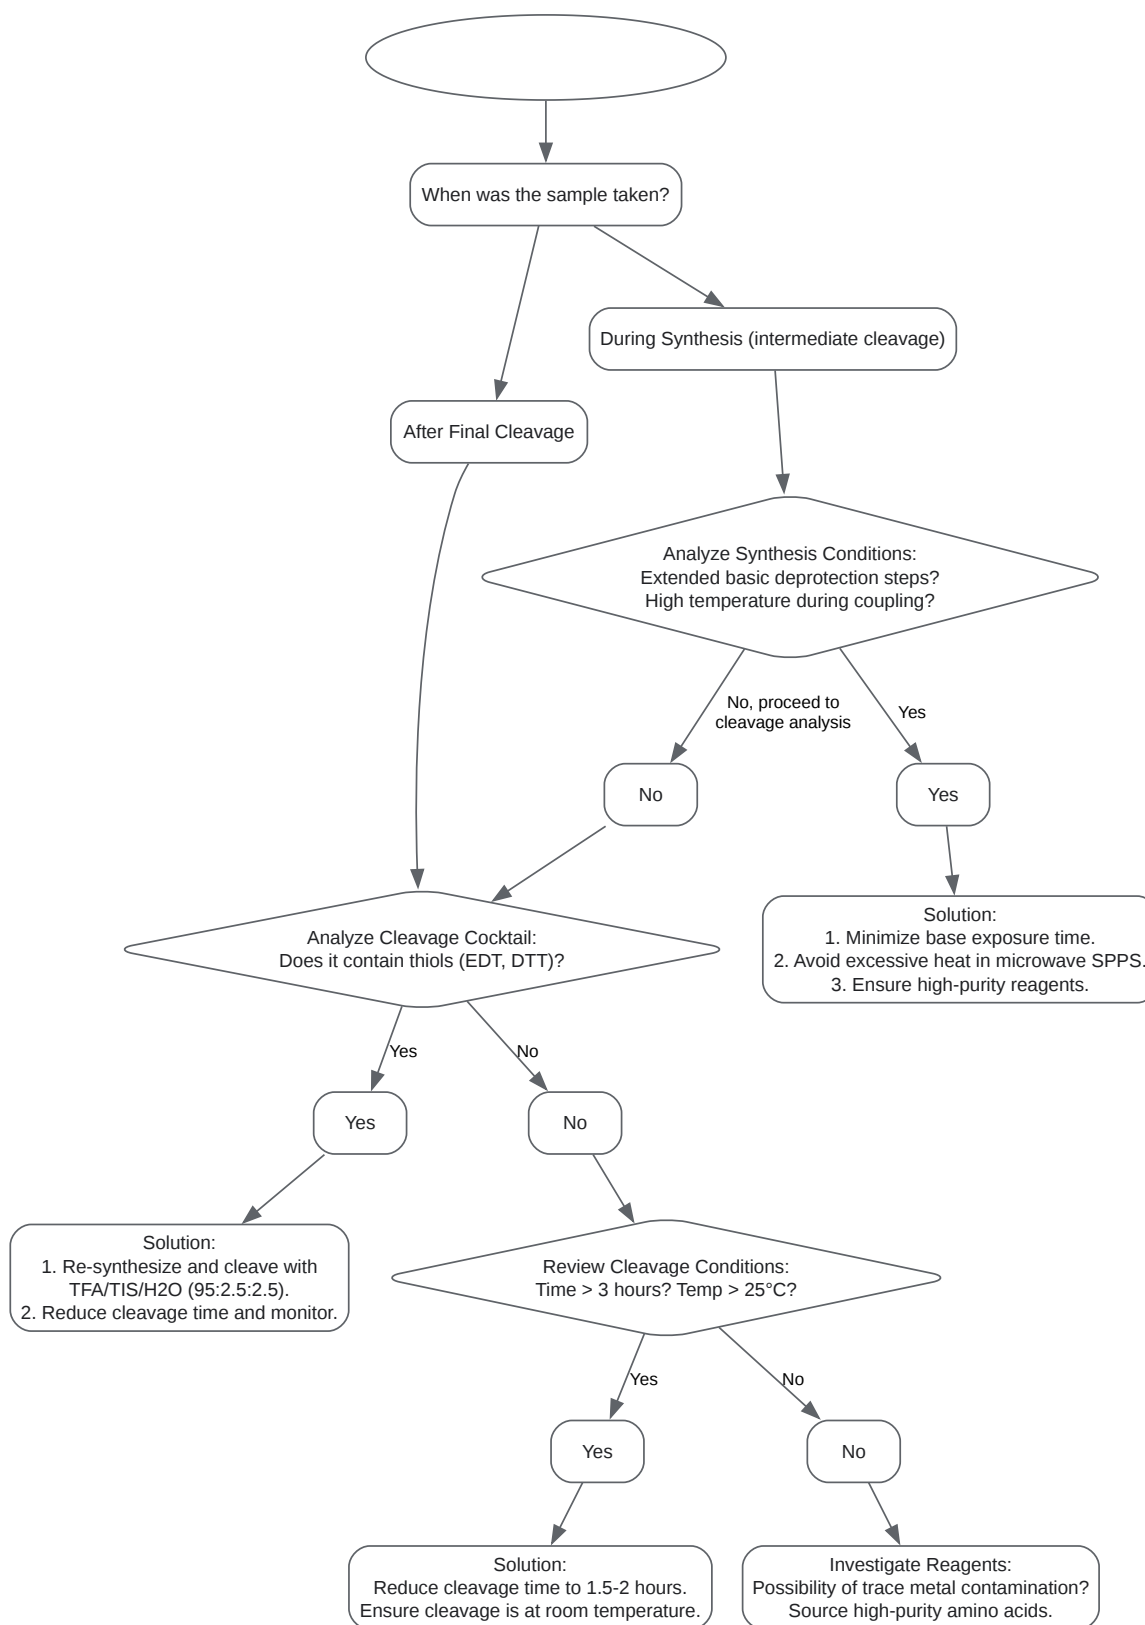 When was the sample taken?
During Synthesis (intermediate cleavage)
After Final Cleavage
Analyze Synthesis Conditions:
Extended basic deprotection steps?
High temperature during coupling?
No, proceed to
cleavage analysis
Yes
No
Yes
Analyze Cleavage Cocktail:
Does it contain thiols (EDT, DTT)?
Solution:
1. Minimize base exposure time.
2. Avoid excessive heat in microwave SPPS.
3. Ensure high-purity reagents.
Yes
No
Yes
No
Solution:
1. Re-synthesize and cleave with
TFA/TIS/H2O (95:2.5:2.5).
2. Reduce cleavage time and monitor.
Review Cleavage Conditions:
Time > 3 hours? Temp > 25°C?
Yes
No
Yes
No
Solution:
Reduce cleavage time to 1.5-2 hours.
Ensure cleavage is at room temperature.
Investigate Reagents:
Possibility of trace metal contamination?
Source high-purity amino acids.